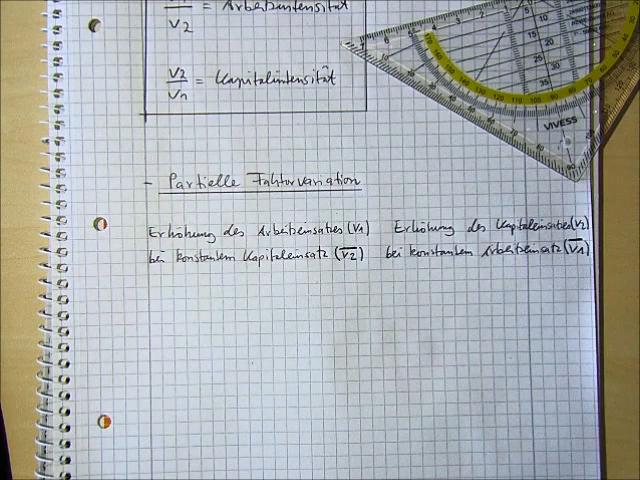 v1/v2 = Arbeitsintensität
v2/v1 = Kapitalintensität
- Partielle Faktorvariation
Erhöhung des Arbeitseinsatzes (v1) Erhöhung des Kapitaleinsatzes (v2)
bei konstantem Kapitaleinsatz (v̅2̅) bei konstantem Arbeitseinsatz (v̅1̅)
VIVESS